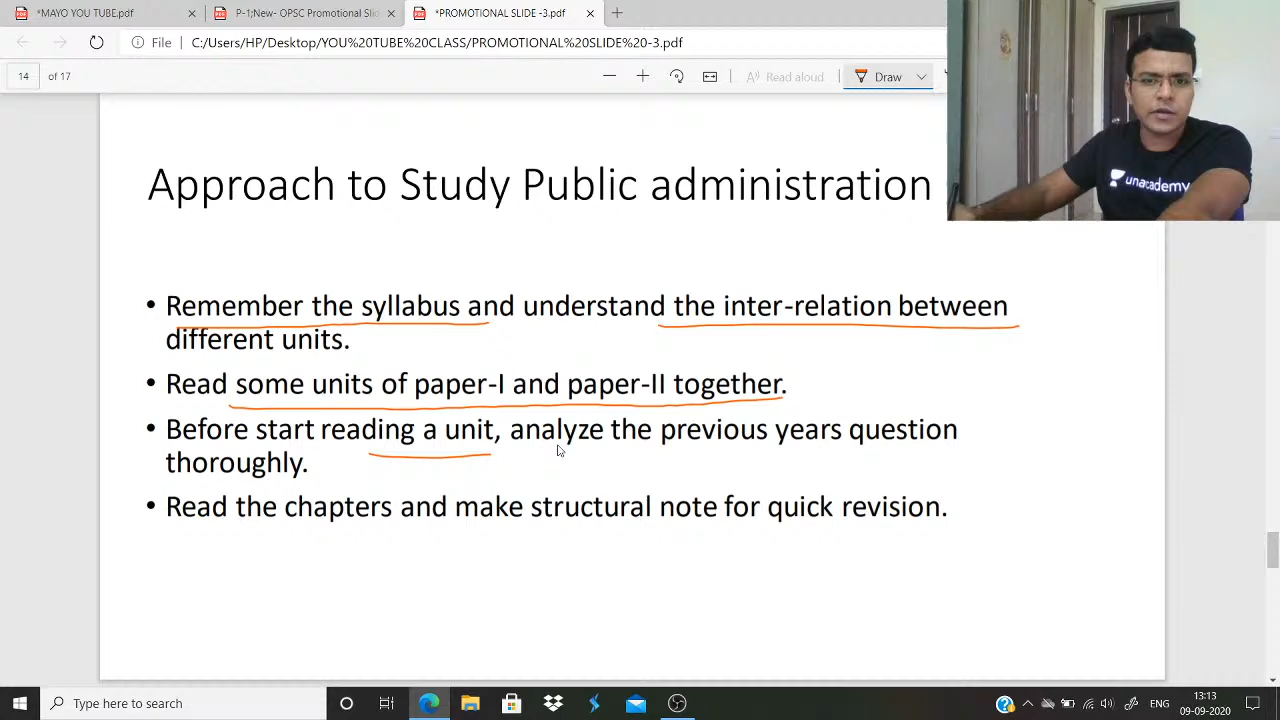 *MAYO YOU TUBE.pdf
P-1(New- OPSC Promotional Sli
*PROMOTIONAL SLIDE -3.pdf
File
C:/Users/HP/Desktop/YOU%20TUBE%20CLASS/PROMOTIONAL%20SLIDE%20-3.pdf
14 of 17
Read aloud
Draw
unacademy
Approach to Study Public administration
• Remember the syllabus and understand the inter-relation between
different units.
• Read some units of paper-I and paper-II together.
• Before start reading a unit, analyze the previous years question
thoroughly.
• Read the chapters and make structural note for quick revision.
Type here to search
ENG
13:13
09-09-2020